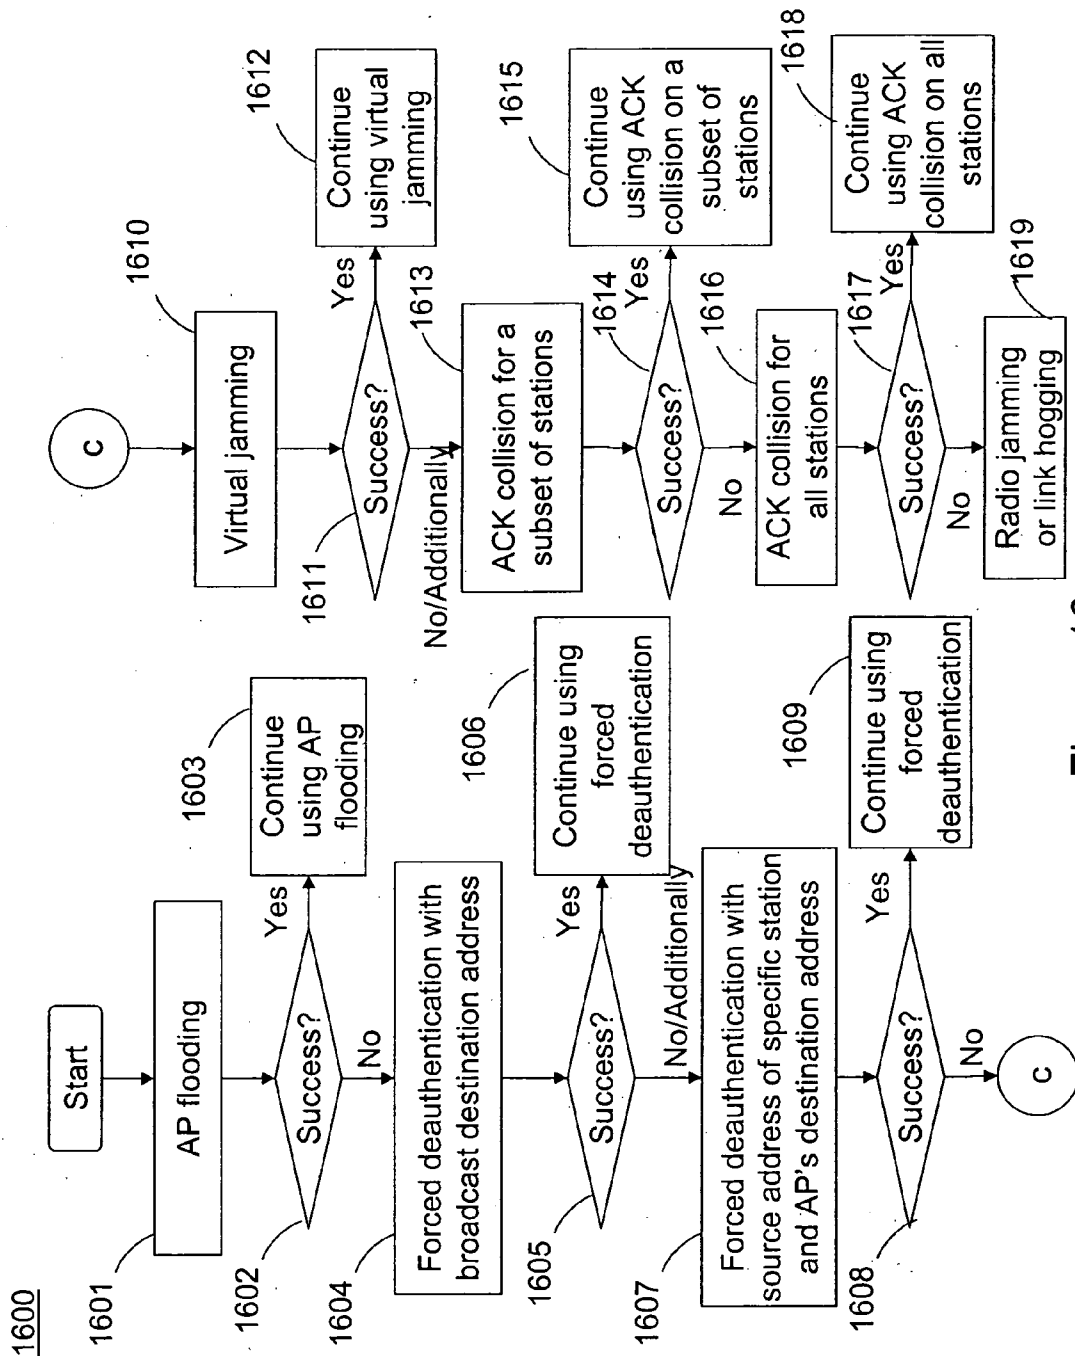 1600
Start
1601
AP flooding
1602
Success?
Yes
1603
Continue
using AP
flooding
No
1604
Forced deauthentication with
broadcast destination address
1605
Success?
Yes
1606
Continue using
forced
deauthentication
No/Additionally
1607
Forced deauthentication with
source address of specific station
and AP's destination address
1608
Success?
Yes
1609
Continue using
forced
deauthentication
No
c
c
1610
Virtual jamming
1611
Success?
Yes
1612
Continue
using virtual
jamming
No/Additionally
1613
ACK collision for a
subset of stations
1614
Success?
Yes
1615
Continue
using ACK
collision on a
subset of
stations
No
1616
ACK collision for
all stations
1617
Success?
Yes
1618
Continue
using ACK
collision on all
stations
No
1619
Radio jamming
or link hogging